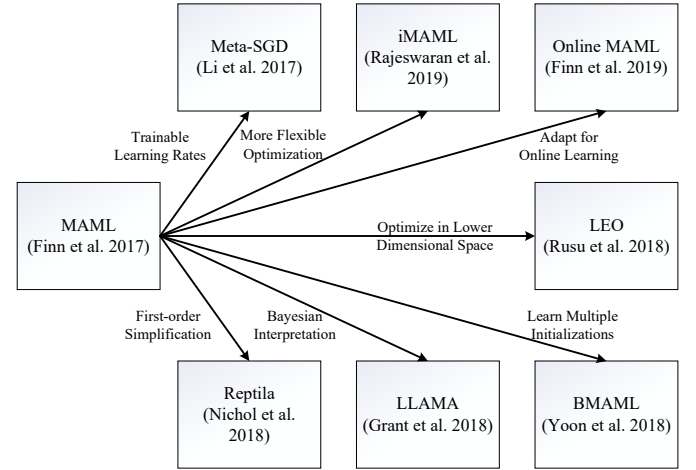 Meta-SGD
(Li et al. 2017)
iMAML
(Rajeswaran et al.
2019)
Online MAML
(Finn et al. 2019)
Trainable
Learning Rates
More Flexible
Optimization
Adapt for
Online Learning
MAML
(Finn et al. 2017)
Optimize in Lower
Dimensional Space
LEO
(Rusu et al. 2018)
First-order
Simplification
Bayesian
Interpretation
Learn Multiple
Initializations
Reptila
(Nichol et al.
2018)
LLAMA
(Grant et al. 2018)
BMAML
(Yoon et al. 2018)